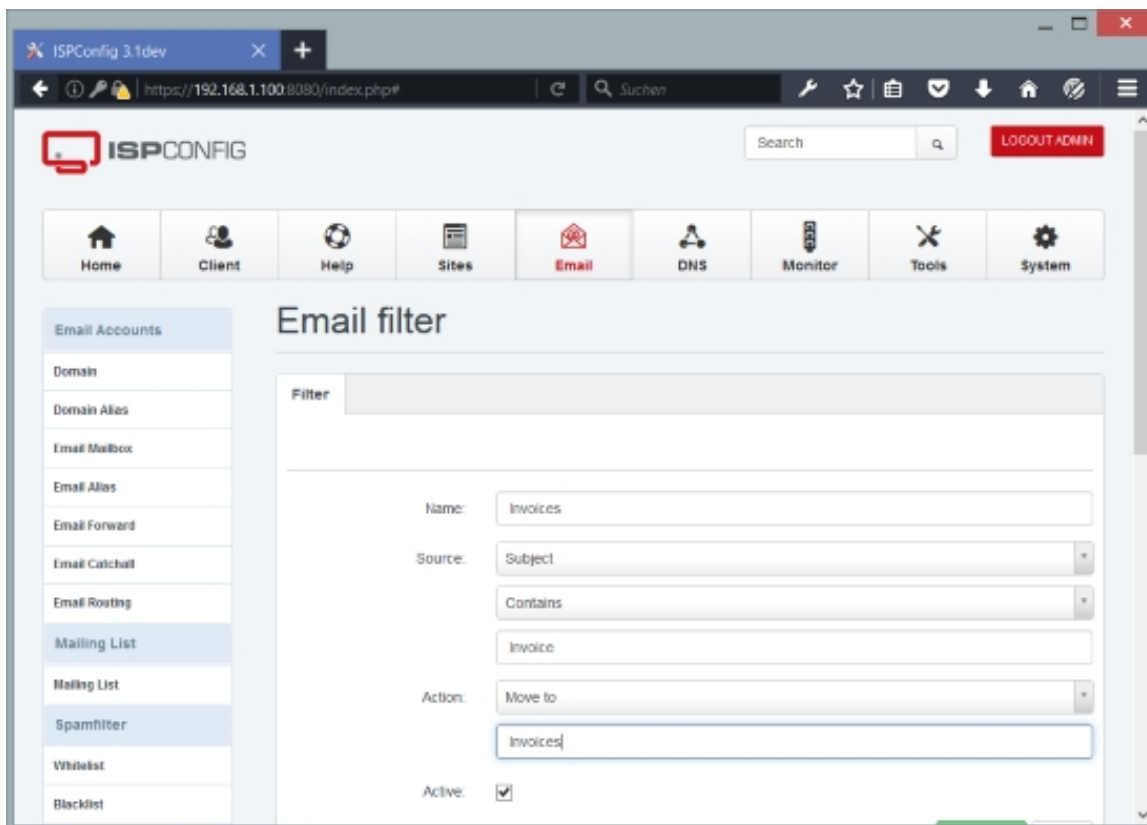 ISPConfig 3.1dev
https://192.168.1.100:8080/index.php#
Suchen
ISPCONFIG
Search
LOGOUT ADMIN
Home Client Help Sites Email DNS Monitor Tools System
Email Accounts
Domain
Domain Alias
Email Mailbox
Email Alias
Email Forward
Email Catchall
Email Routing
Mailing List
Mailing List
Spamfilter
Whitelist
Blacklist
Email filter
Filter
Name: Invoices
Source: Subject
Contains
Invoice
Action: Move to
Invoices
Active: